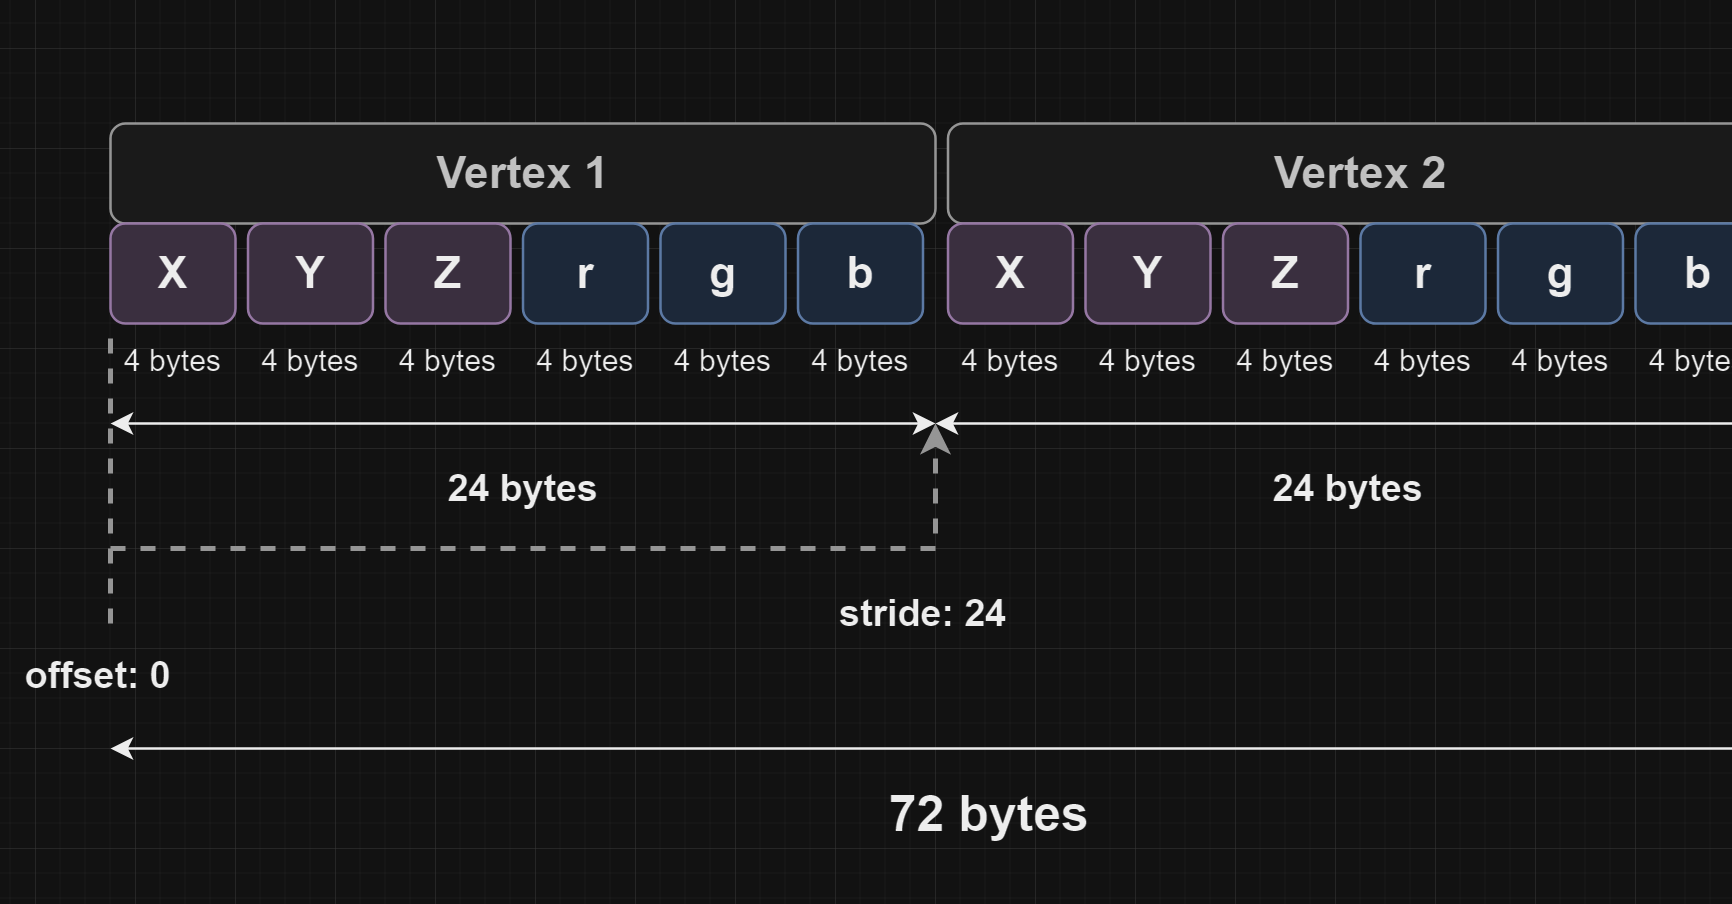 Vertex 1 Vertex 2
X Y Z r g b X Y Z r g b
4 bytes 4 bytes 4 bytes 4 bytes 4 bytes 4 bytes 4 bytes 4 bytes 4 bytes 4 bytes 4 bytes 4 byte
24 bytes 24 bytes
stride: 24
offset: 0
72 bytes